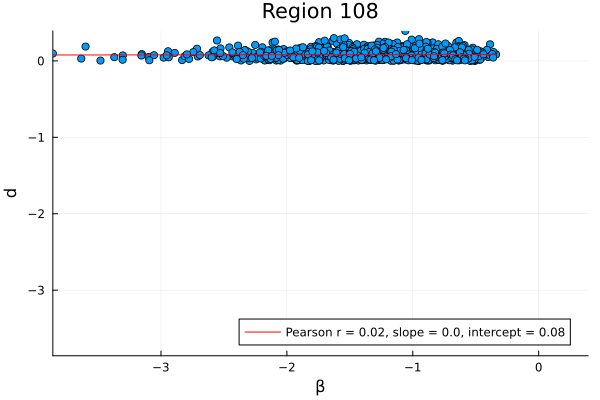 Region 108
d
0
−1
−2
−3
Pearson r = 0.02, slope = 0.0, intercept = 0.08
−3
−2
−1
0
β